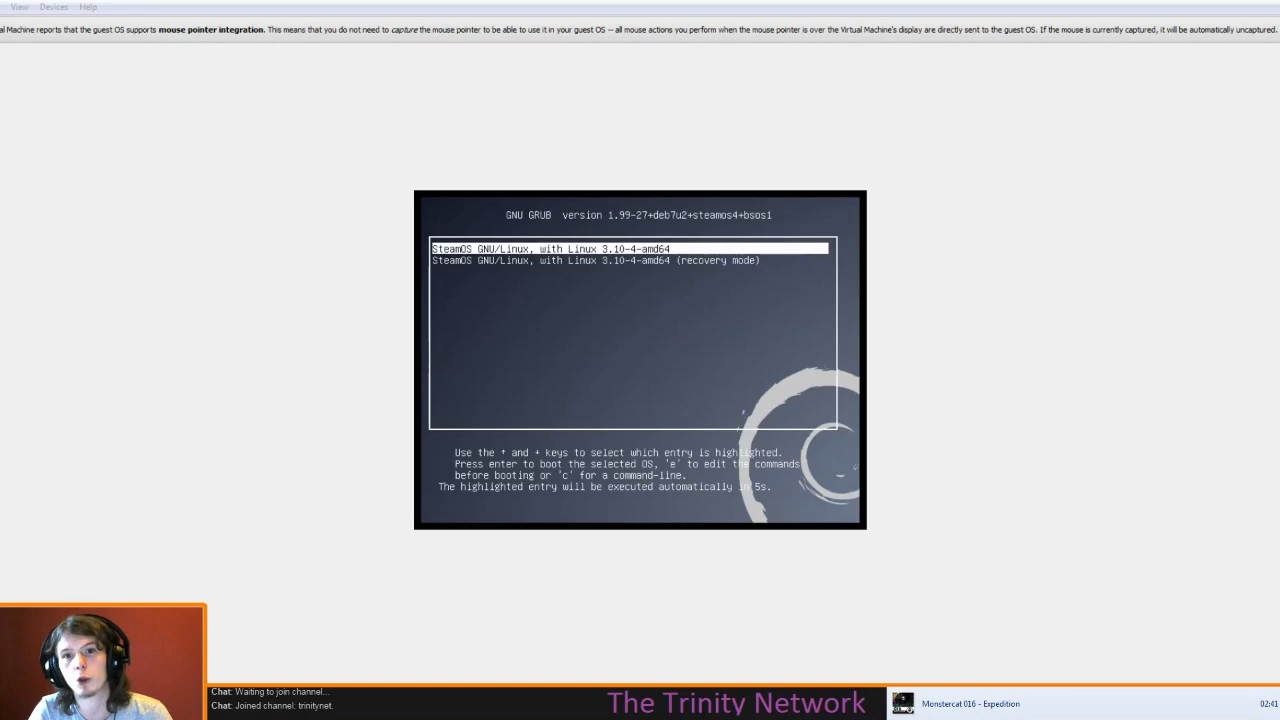 View Devices Help
al Machine reports that the guest OS supports mouse pointer integration. This means that you do not need to capture the mouse pointer to be able to use it in your guest OS -- all mouse actions you perform when the mouse pointer is over the Virtual Machine's display are directly sent to the guest OS. If the mouse is currently captured, it will be automatically uncaptured.
GNU GRUB version 1.99-27+deb7u2+steamos4+bsos1
SteamOS GNU/Linux, with Linux 3.10-4-amd64
SteamOS GNU/Linux, with Linux 3.10-4-amd64 (recovery mode)
Use the ↑ and ↓ keys to select which entry is highlighted.
Press enter to boot the selected OS, 'e' to edit the commands
before booting or 'c' for a command-line.
The highlighted entry will be executed automatically in 5s.
Chat: Waiting to join channel...
Chat: Joined channel: trinitynet.
The Trinity Network
Monstercat 016 - Expedition
02:41